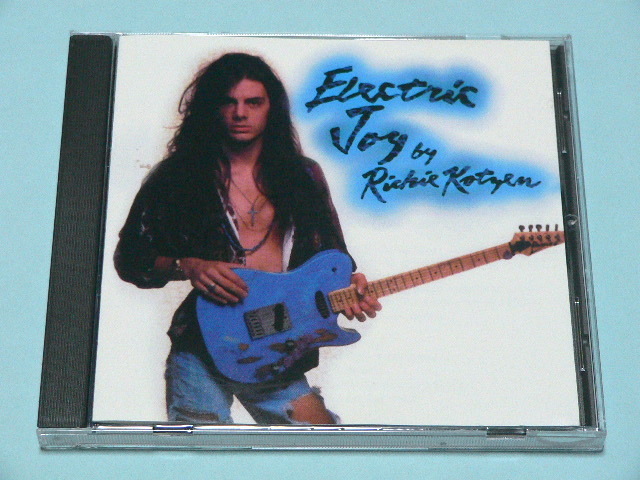 Electric
Joy by
Richie Kotzen